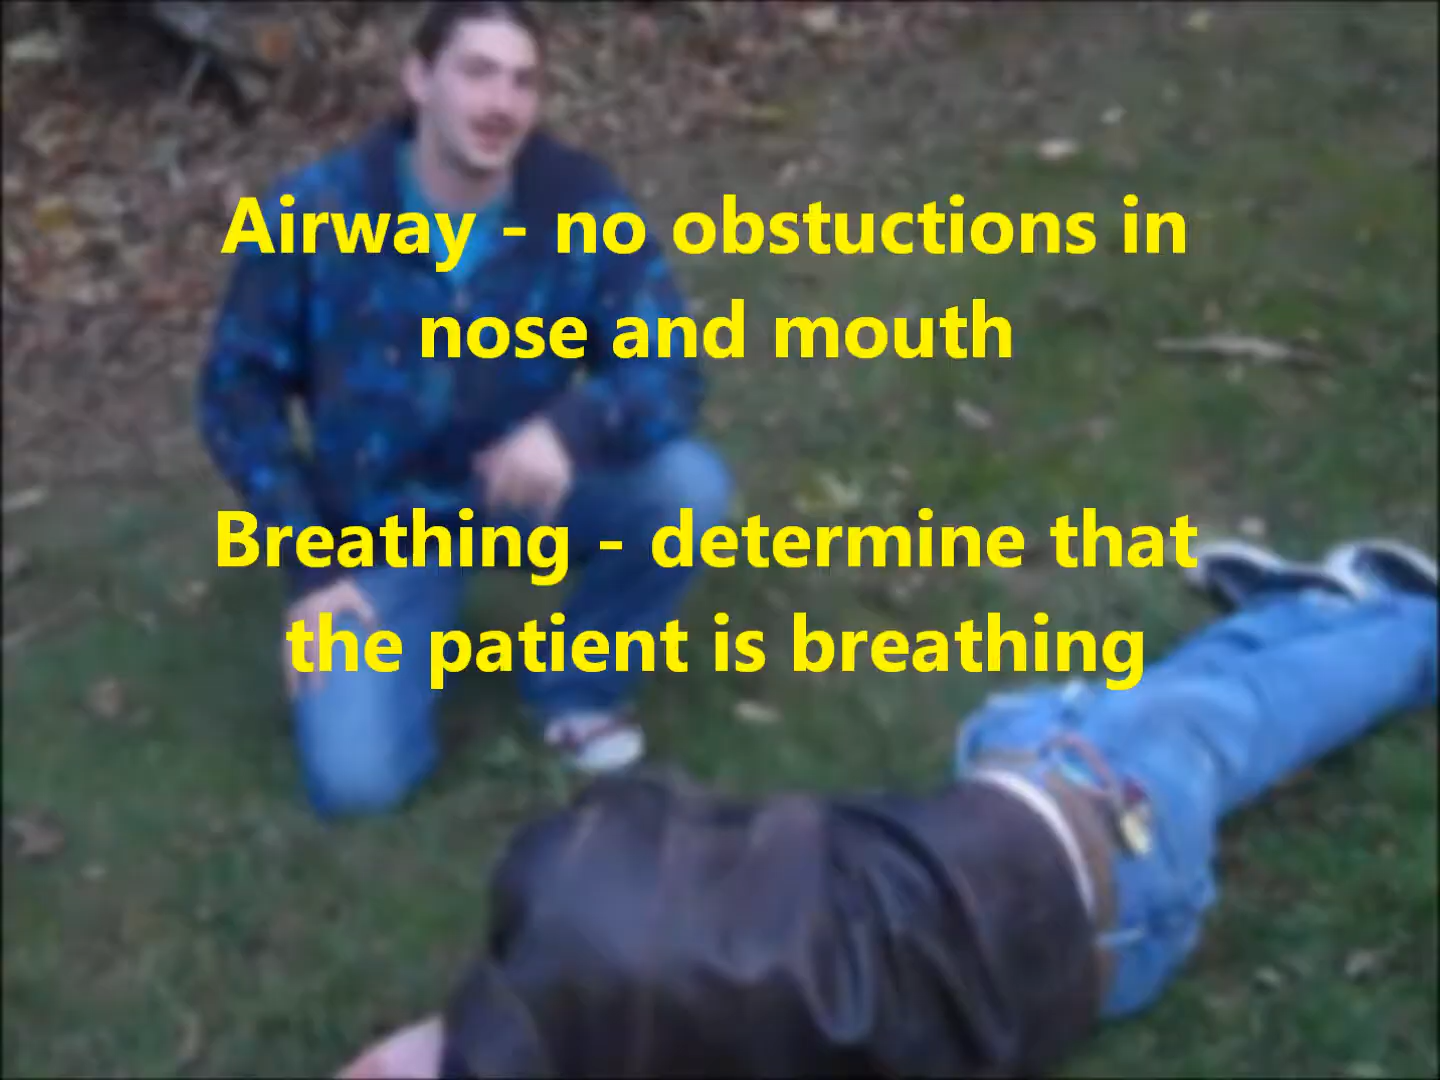 Airway - no obstuctions in
nose and mouth
Breathing - determine that
the patient is breathing